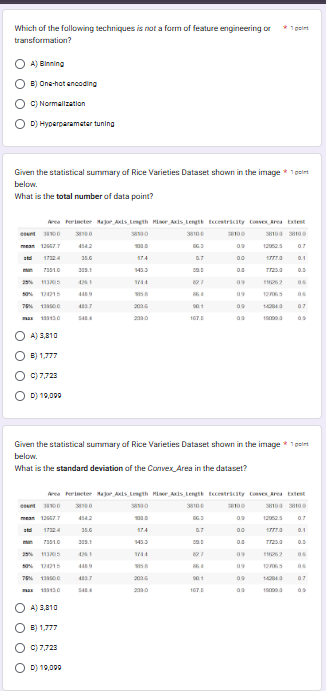 Which of the following techniques is not a form of feature engineering or * 1 point
transformation?
A) Binning
B) One-hot encoding
C) Normalization
D) Hyperparameter tuning
Given the statistical summary of Rice Varieties Dataset shown in the image * 1 point
below.
What is the total number of data point?
Area Perimeter Major_Axis_Length Minor_Axis_Length Eccentricity Convex_Area Extent
count 3810.0 3810.0 3810.0 3810.0 3810.0 3810.0 3810.0
mean 12667.7 454.2 188.8 86.3 0.9 12952.5 0.7
std 1732.4 35.6 17.4 5.7 0.0 1777.0 0.1
min 7551.0 359.1 145.3 59.5 0.8 7723.0 0.5
25% 11370.5 426.1 174.4 82.7 0.9 11626.2 0.6
50% 12421.5 448.9 185.8 86.4 0.9 12706.5 0.6
75% 13950.0 483.7 203.6 90.1 0.9 14284.0 0.7
max 18913.0 548.4 239.0 107.5 0.9 19099.0 0.9
A) 3,810
B) 1,777
C) 7,723
D) 19,099
Given the statistical summary of Rice Varieties Dataset shown in the image * 1 point
below.
What is the standard deviation of the Convex_Area in the dataset?
Area Perimeter Major_Axis_Length Minor_Axis_Length Eccentricity Convex_Area Extent
count 3810.0 3810.0 3810.0 3810.0 3810.0 3810.0 3810.0
mean 12667.7 454.2 188.8 86.3 0.9 12952.5 0.7
std 1732.4 35.6 17.4 5.7 0.0 1777.0 0.1
min 7551.0 359.1 145.3 59.5 0.8 7723.0 0.5
25% 11370.5 426.1 174.4 82.7 0.9 11626.2 0.6
50% 12421.5 448.9 185.8 86.4 0.9 12706.5 0.6
75% 13950.0 483.7 203.6 90.1 0.9 14284.0 0.7
max 18913.0 548.4 239.0 107.5 0.9 19099.0 0.9
A) 3,810
B) 1,777
C) 7,723
D) 19,099